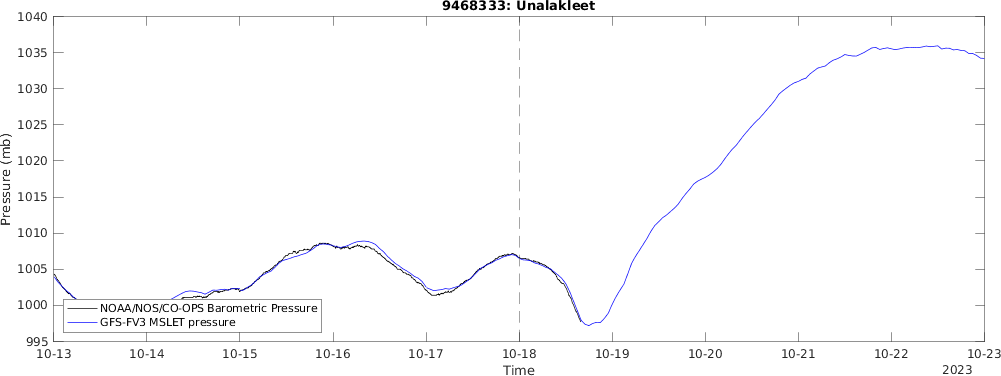 9468333: Unalakleet
Pressure (mb)
1040
1035
1030
1025
1020
1015
1010
1005
1000
995
NOAA/NOS/CO-OPS Barometric Pressure
GFS-FV3 MSLET pressure
10-13 10-14 10-15 10-16 10-17 10-18 10-19 10-20 10-21 10-22 10-23
Time
2023